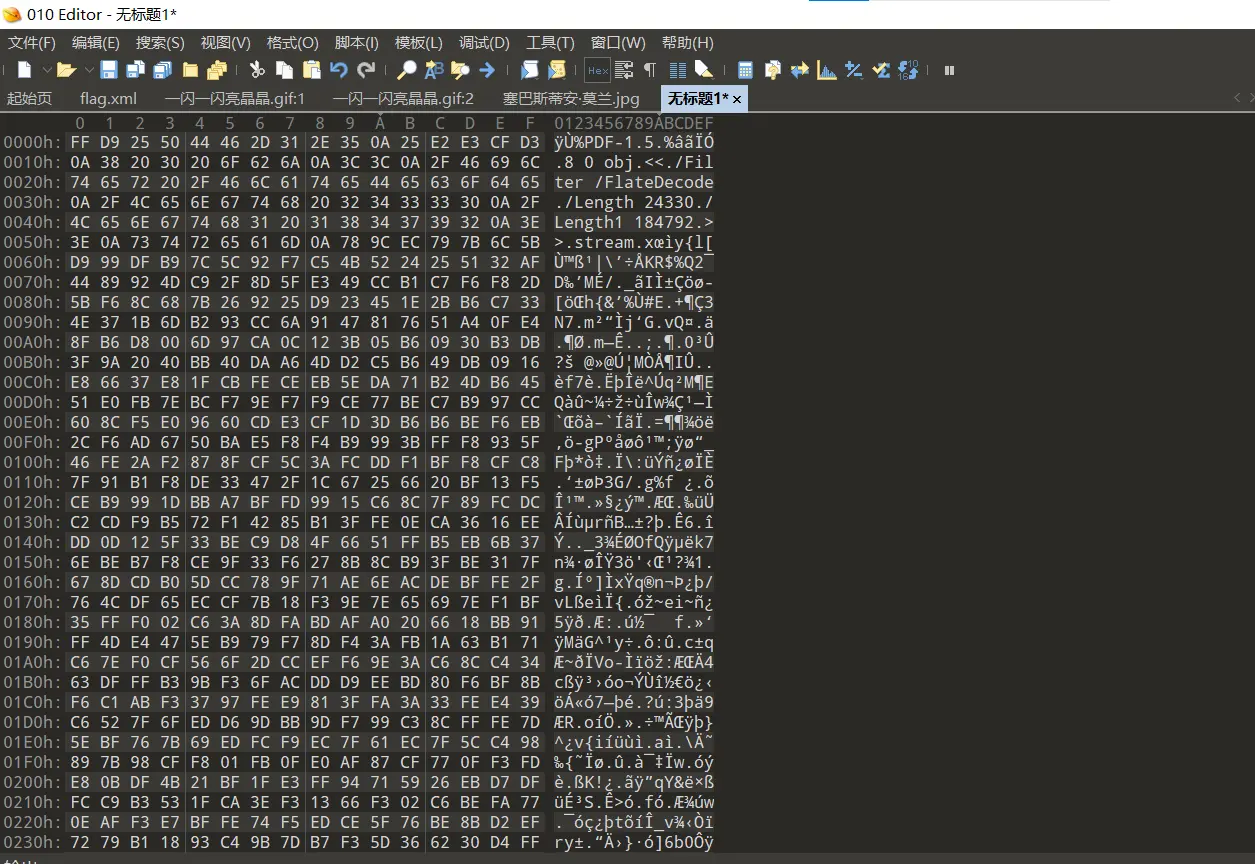 010 Editor - 无标题1*
文件(F) 编辑(E) 搜索(S) 视图(V) 格式(O) 脚本(I) 模板(L) 调试(D) 工具(T) 窗口(W) 帮助(H)
起始页 flag.xml 一闪一闪亮晶晶.gif:1 一闪一闪亮晶晶.gif:2 塞巴斯蒂安·莫兰.jpg 无标题1* ×
0 1 2 3 4 5 6 7 8 9 A B C D E F 0123456789ABCDEF
0000h: FF D9 25 50 44 46 2D 31 2E 35 0A 25 E2 E3 CF D3 ÿÙ%PDF-1.5.%âãÏÓ
0010h: 0A 38 20 30 20 6F 62 6A 0A 3C 3C 0A 2F 46 69 6C .8 0 obj.<<./Fil
0020h: 74 65 72 20 2F 46 6C 61 74 65 44 65 63 6F 64 65 ter /FlateDecode
0030h: 0A 2F 4C 65 6E 67 74 68 20 32 34 33 33 30 0A 2F ./Length 24330./
0040h: 4C 65 6E 67 74 68 31 20 31 38 34 37 39 32 0A 3E Length1 184792.>
0050h: 3E 0A 73 74 72 65 61 6D 0A 78 9C EC 79 7B 6C 5B >.stream.xœìy{l[
0060h: D9 99 DF B9 7C 5C 92 F7 C5 4B 52 24 25 51 32 AF Ù™ß¹|\’÷ÅKR$%Q2¯
0070h: 44 89 92 4D C9 2F 8D 5F E3 49 CC B1 C7 F6 F8 2D D‰’MÉ/._ãIÌ±Çöø-
0080h: 5B F6 8C 68 7B 26 92 25 D9 23 45 1E 2B B6 C7 33 [öŒh{&’%Ù#E.+¶Ç3
0090h: 4E 37 1B 6D B2 93 CC 6A 91 47 81 76 51 A4 0F E4 N7.m²“Ìj‘G.vQ¤.ä
00A0h: 8F B6 D8 00 6D 97 CA 0C 12 3B 05 B6 09 30 B3 DB .¶Ø.m—Ê..;.¶.0³Û
00B0h: 3F 9A 20 40 BB 40 DA A6 4D D2 C5 B6 49 DB 09 16 ?š @»@Ú¦MÒÅ¶IÛ..
00C0h: E8 66 37 E8 1F CB FE CE EB 5E DA 71 B2 4D B6 45 èf7è.ËþÎë^Úq²M¶E
00D0h: 51 E0 FB 7E BC F7 9E F7 F9 CE 77 BE C7 B9 97 CC Qàû~¼÷ž÷ùÎw¾Ç¹—Ì
00E0h: 60 8C F5 E0 96 60 CD E3 CF 1D 3D B6 B6 BE F6 EB `Œõà–`ÍãÏ.=¶¶¾öë
00F0h: 2C F6 AD 67 50 BA E5 F8 F4 B9 99 3B FF F8 93 5F ,ö-gPºåøô¹™;ÿø“_
0100h: 46 FE 2A F2 87 8F CF 5C 3A FC DD F1 BF F8 CF C8 Fþ*ò‡.Ï\:üÝñ¿øÏÈ
0110h: 7F 91 B1 F8 DE 33 47 2F 1C 67 25 66 20 BF 13 F5 .‘±øÞ3G/.g%f ¿.õ
0120h: CE B9 99 1D BB A7 BF FD 99 15 C6 8C 7F 89 FC DC Î¹™.»§¿ý™.ÆŒ.‰üÜ
0130h: C2 CD F9 B5 72 F1 42 85 B1 3F FE 0E CA 36 16 EE ÂÍùµrñB…±?þ.Ê6.î
0140h: DD 0D 12 5F 33 BE C9 D8 4F 66 51 FF B5 EB 6B 37 Ý.._3¾ÉØOfQÿµëk7
0150h: 6E BE B7 F8 CE 9F 33 F6 27 8B 8C B9 3F BE 31 7F n¾·øÎŸ3ö'‹Œ¹?¾1.
0160h: 67 8D CD B0 5D CC 78 9F 71 AE 6E AC DE BF FE 2F g.Í°]ÌxŸq®n¬Þ¿þ/
0170h: 76 4C DF 65 EC CF 7B 18 F3 9E 7E 65 69 7E F1 BF vLßeìÏ{.óž~ei~ñ¿
0180h: 35 FF F0 02 C6 3A 8D FA BD AF A0 20 66 18 BB 91 5ÿð.Æ:.ú½¯  f.»‘
0190h: FF 4D E4 47 5E B9 79 F7 8D F4 3A FB 1A 63 B1 71 ÿMäG^¹y÷.ô:û.c±q
01A0h: C6 7E F0 CF 56 6F 2D CC EF F6 9E 3A C6 8C C4 34 Æ~ðÏVo-Ìïöž:ÆŒÄ4
01B0h: 63 DF FF B3 9B F3 6F AC DD D9 EE BD 80 F6 BF 8B cßÿ³›óo¬ÝÙî½€ö¿‹
01C0h: F6 C1 AB F3 37 97 FE E9 81 3F FA 3A 33 FE E4 39 öÁ«ó7—þé.?ú:3þä9
01D0h: C6 52 7F 6F ED D6 9D BB 9D F7 99 C3 8C FF FE 7D ÆR.oíÖ.».÷™ÃŒÿþ}
01E0h: 5E BF 76 7B 69 ED FC F9 EC 7F 61 EC 7F 5C C4 98 ^¿v{iíüùì.aì.\Ä˜
01F0h: 89 7B 98 CF F8 01 FB 0F E0 AF 87 CF 77 0F F3 FD ‰{˜Ïø.û.à¯‡Ïw.óý
0200h: E8 0B DF 4B 21 BF 1F E3 FF 94 71 59 26 EB D7 DF è.ßK!¿.ãÿ”qY&ë×ß
0210h: FC C9 B3 53 1F CA 3E F3 13 66 F3 02 C6 BE FA 77 üÉ³S.Ê>ó.fó.Æ¾úw
0220h: 0E AF F3 E7 BF FE 74 F5 ED CE 5F 76 BE 8B D2 EF .¯óç¿þtõíÎ_v¾‹Òï
0230h: 72 79 B1 18 93 C4 9B 7D B7 F3 5D 36 62 30 D4 FF ry±.“Ä›}·ó]6b0Ôÿ